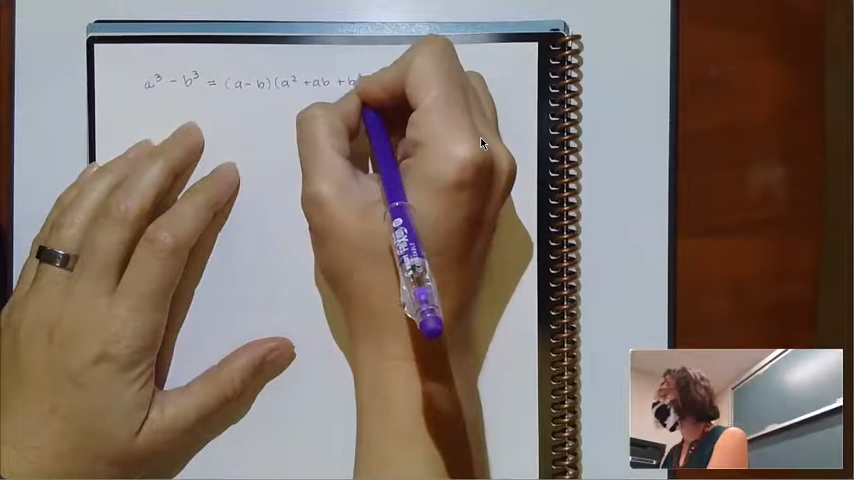 a³ - b³ = (a-b)(a² + ab + b